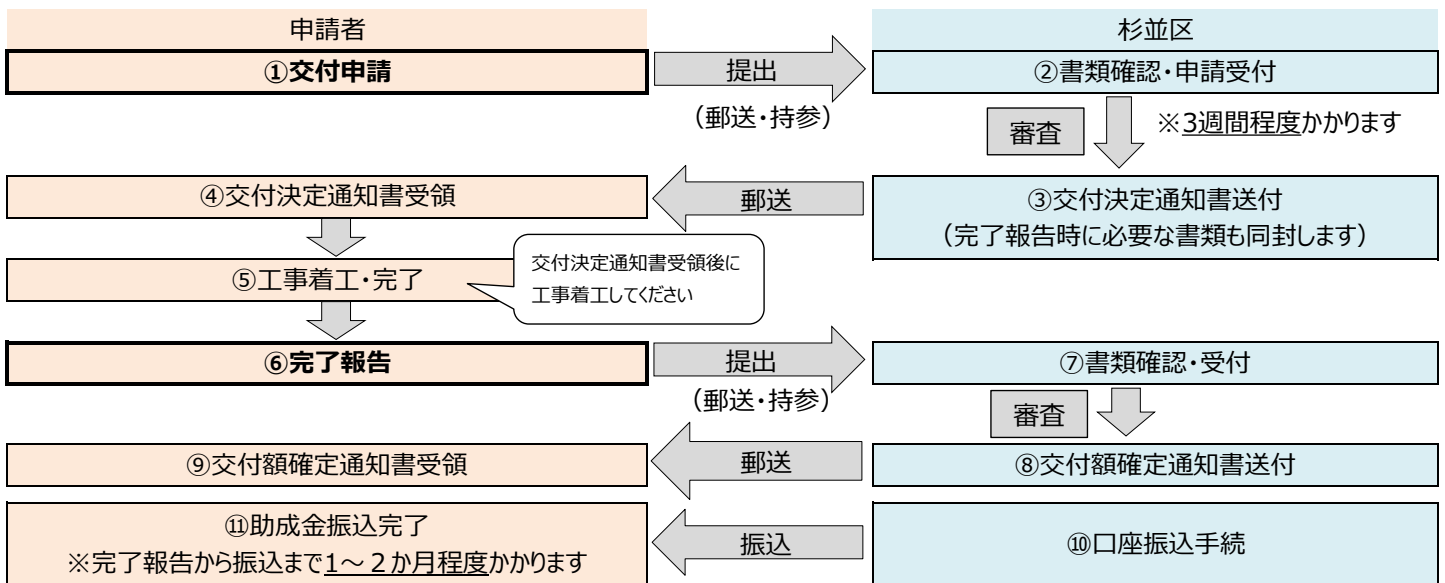 申請者
杉並区
①交付申請
提出
(郵送・持参)
②書類確認・申請受付
審査
※3週間程度かかります
④交付決定通知書受領
郵送
③交付決定通知書送付
(完了報告時に必要な書類も同封します)
⑤工事着工・完了
交付決定通知書受領後に
工事着工してください
⑥完了報告
提出
(郵送・持参)
⑦書類確認・受付
審査
⑨交付額確定通知書受領
郵送
⑧交付額確定通知書送付
⑪助成金振込完了
※完了報告から振込まで1~2か月程度かかります
振込
⑩口座振込手続